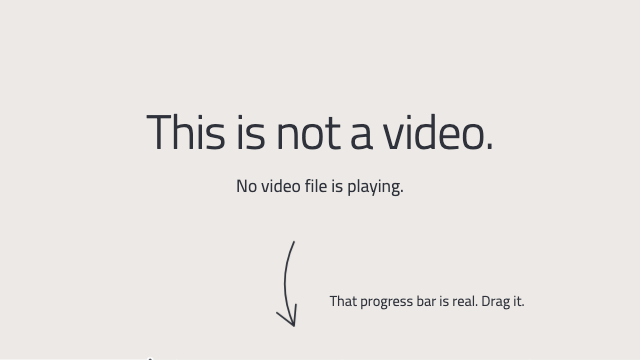 This is not a video.
No video file is playing.
That progress bar is real. Drag it.